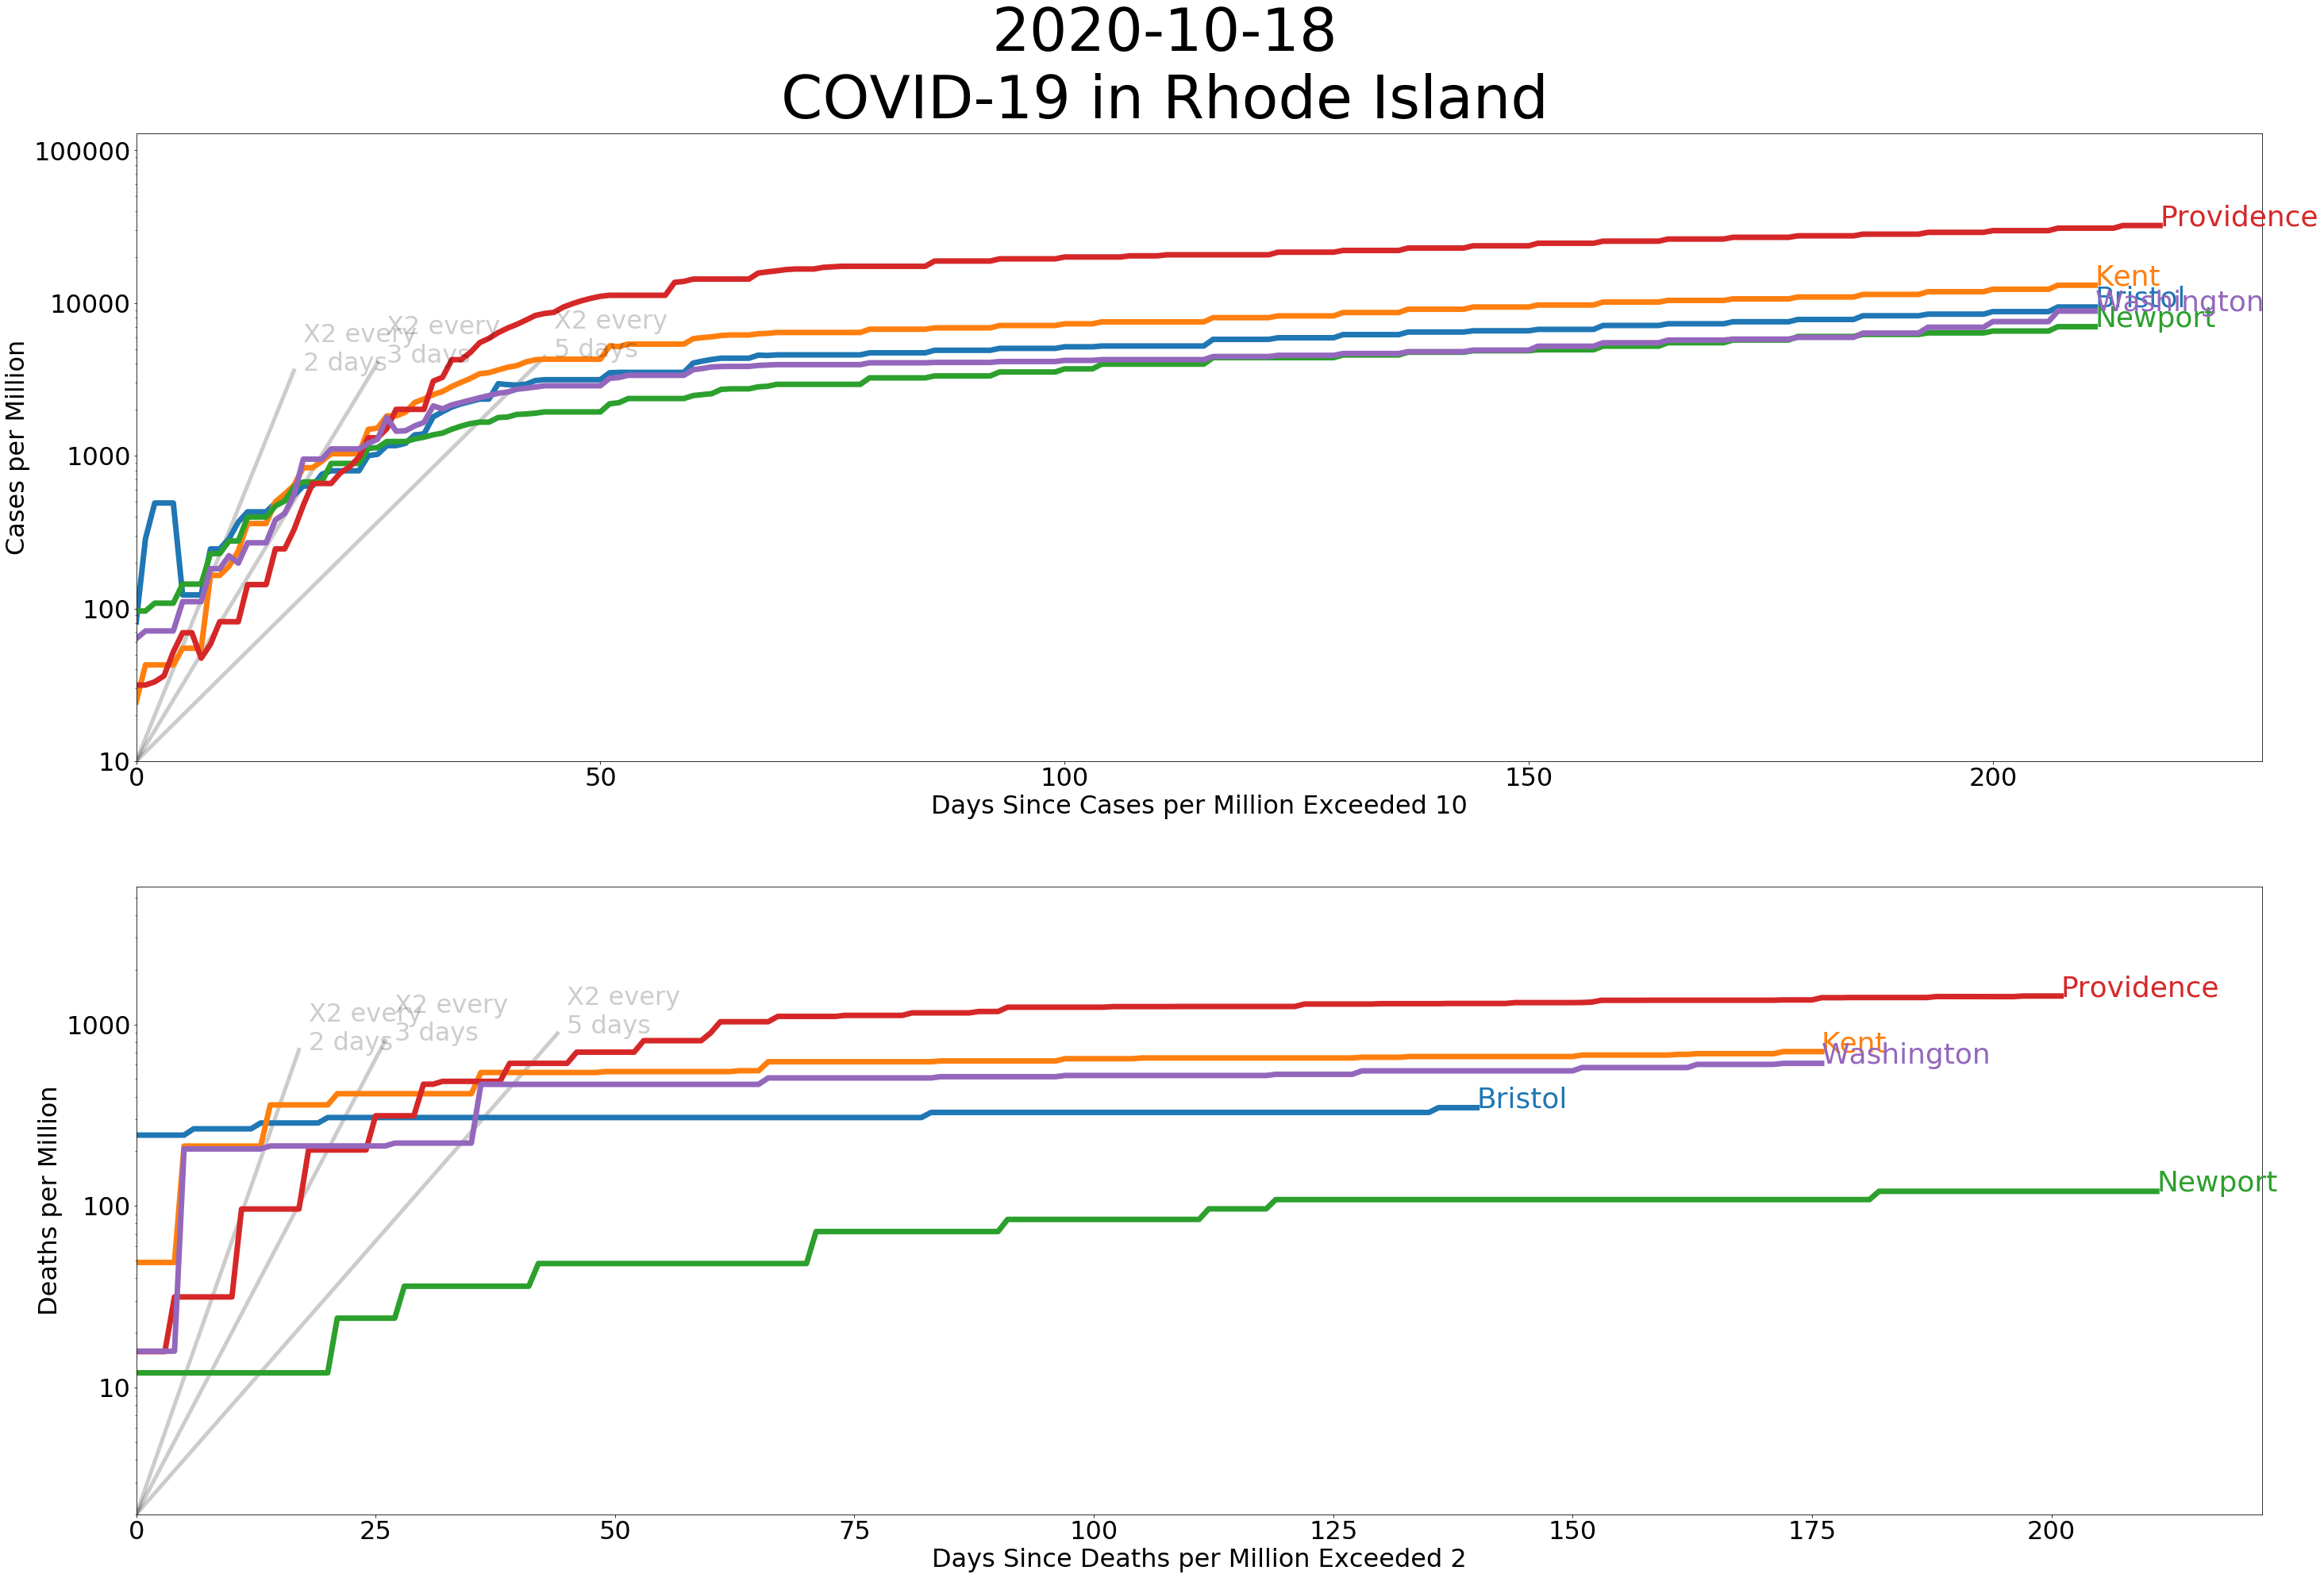 2020-10-18
COVID-19 in Rhode Island
100000
10000
1000
100
10
Cases per Million
X2 every
2 days
X2 every
3 days
X2 every
5 days
Providence
Kent
Bristol
Washington
Newport
0 50 100 150 200
Days Since Cases per Million Exceeded 10
1000
100
10
Deaths per Million
X2 every
2 days
X2 every
3 days
X2 every
5 days
Providence
Kent
Washington
Bristol
Newport
0 25 50 75 100 125 150 175 200
Days Since Deaths per Million Exceeded 2